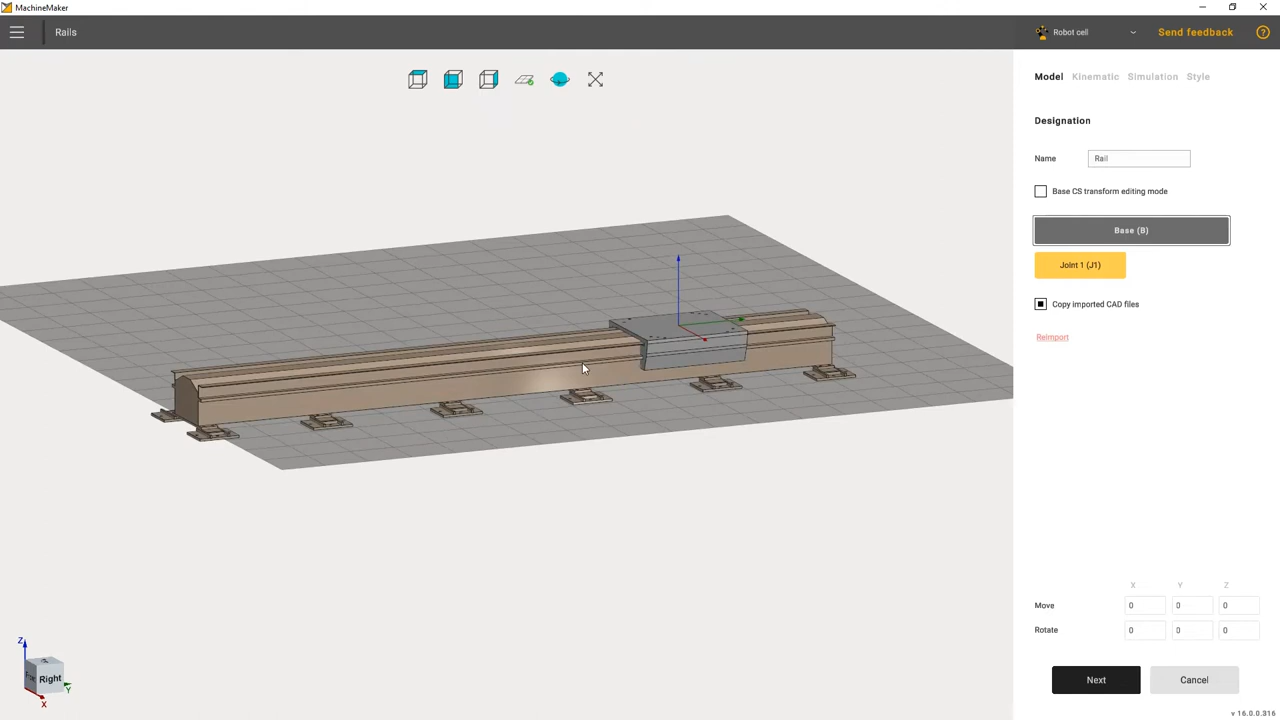 MachineMaker
Rails
Robot cell
Send feedback
?
Model Kinematic Simulation Style
Designation
Name Rail
Base CS transform editing mode
Base (B)
Joint 1 (J1)
Copy imported CAD files
Reimport
X Y Z
Move 0 0 0
Rotate 0 0 0
Next Cancel
v 16.0.0.316
Z
Right
Y
X